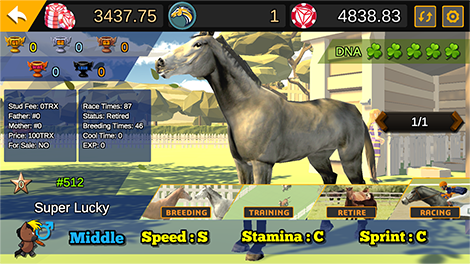 3437.75
0
4838.83
0 0 0
0 0
DNA
Stud Fee: 0TRX
Father: #0
Mother: #0
Price: 100TRX
For Sale: NO
Race Times: 87
Status: Retired
Breeding Times: 46
Cool Time: 0
EXP: 0
1/1
#512
Super Lucky
BREEDING
TRAINING
RETIRE
RACING
Middle Speed : S Stamina : C Sprint : C